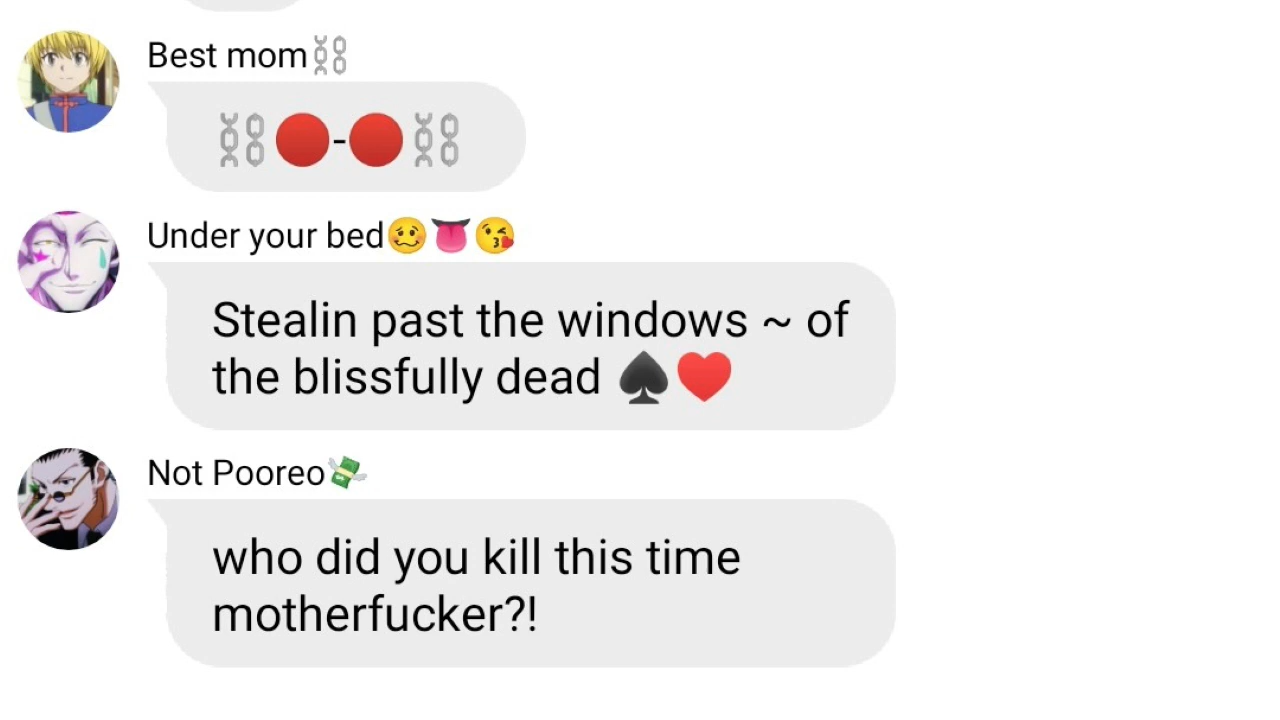 Best mom⛓️
⛓️🔴-🔴⛓️
Under your bed🥴👅😘
Stealin past the windows ~ of
the blissfully dead ♠️♥️
Not Pooreo💸
who did you kill this time
motherfucker?!